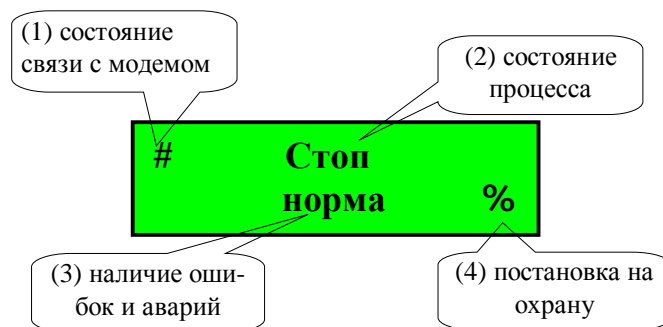 (1) состояние
связи с модемом
(2) состояние
процесса
# Стоп
норма %
(3) наличие оши-
бок и аварий
(4) постановка на
охрану